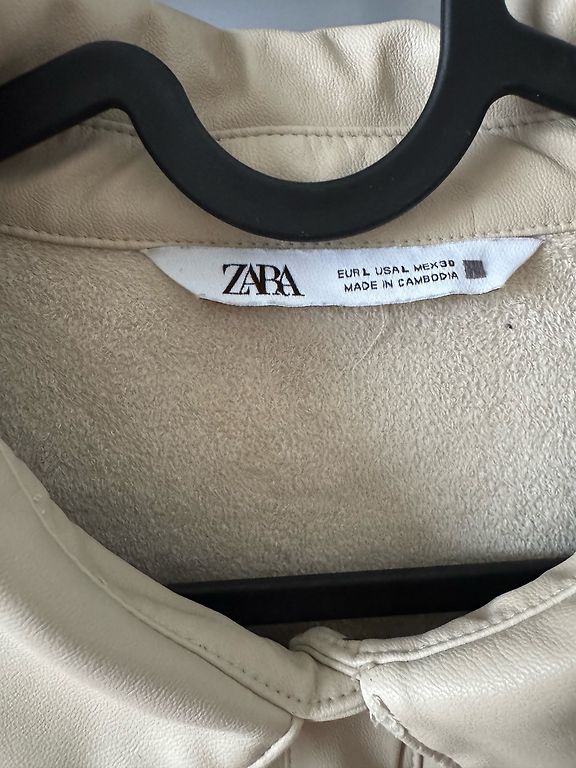 ZARA
EUR L USA L MEX 30
MADE IN CAMBODIA